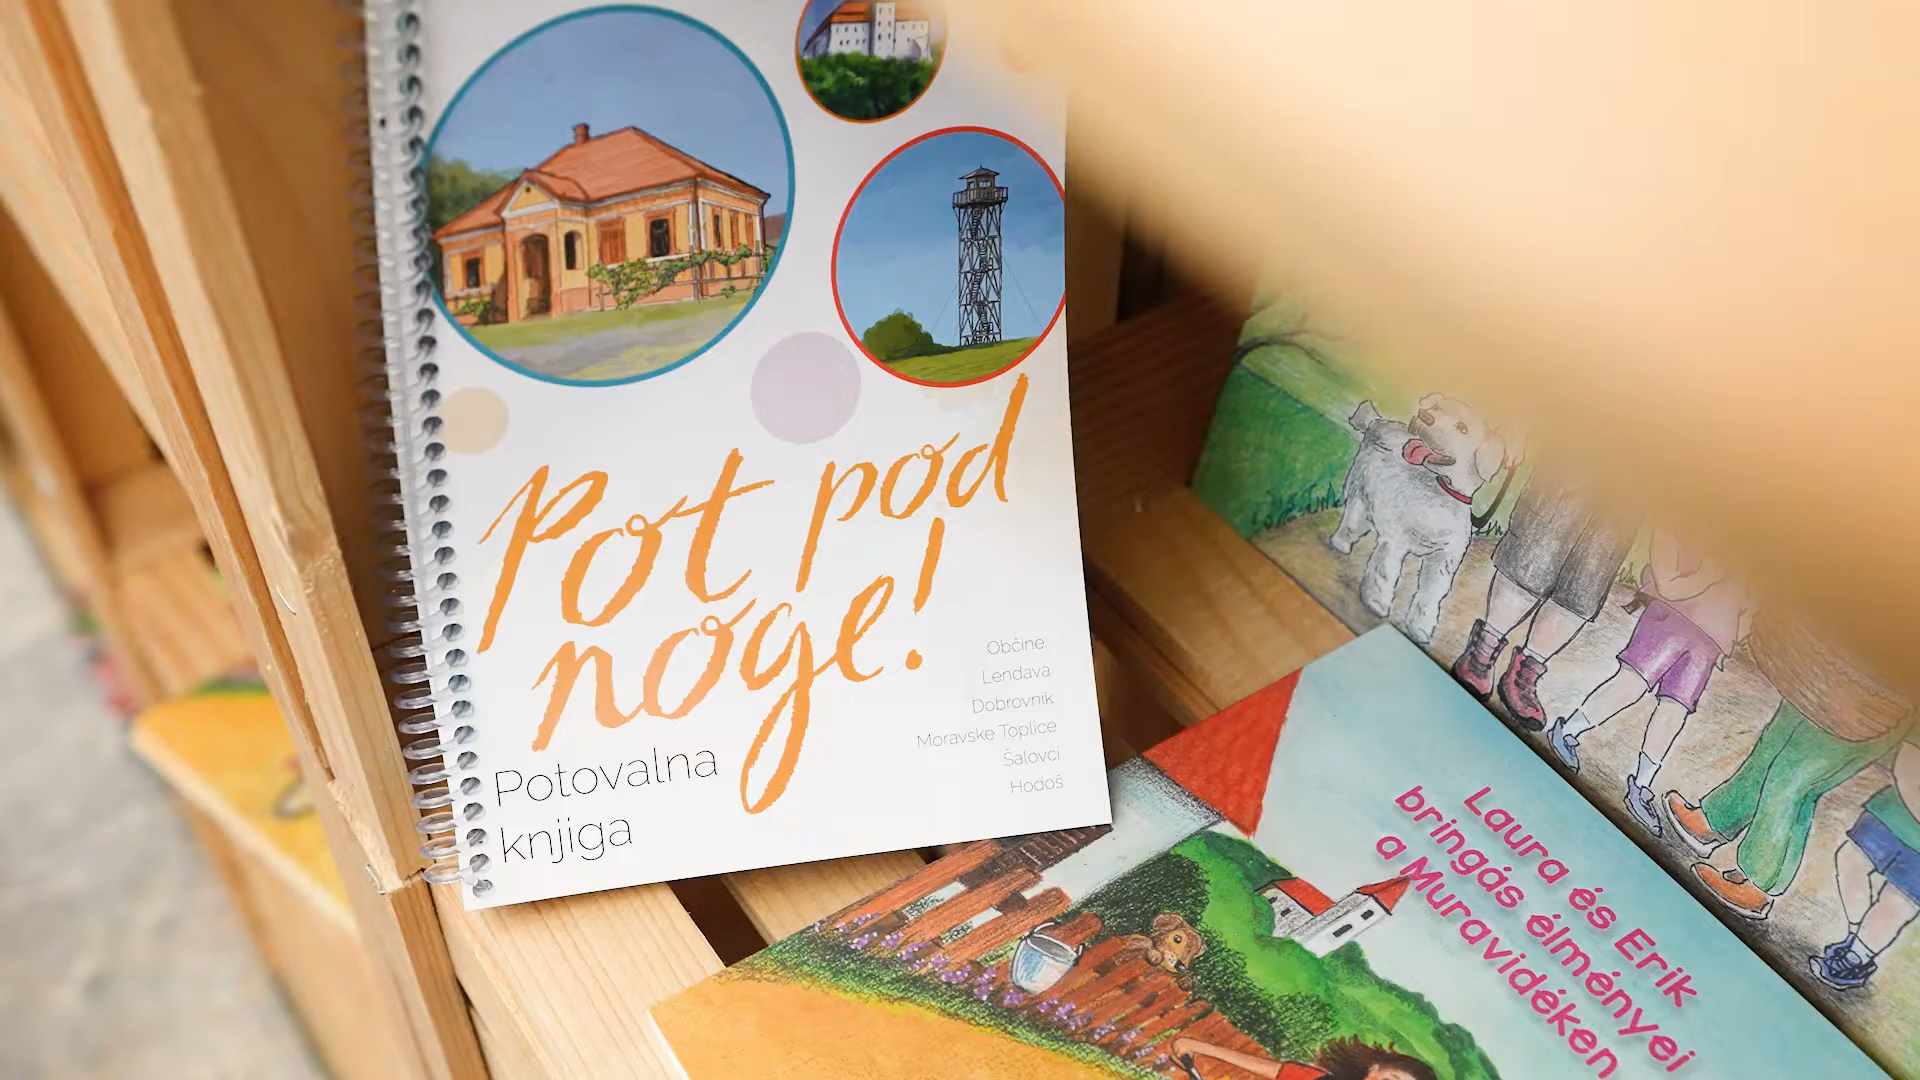 Pot pod
noge!
Potovalna
knjiga
Občine:
Lendava
Dobrovnik
Moravske Toplice
Šalovci
Hodoš
Laura és Erik
bringás élményei
a Muravidéken